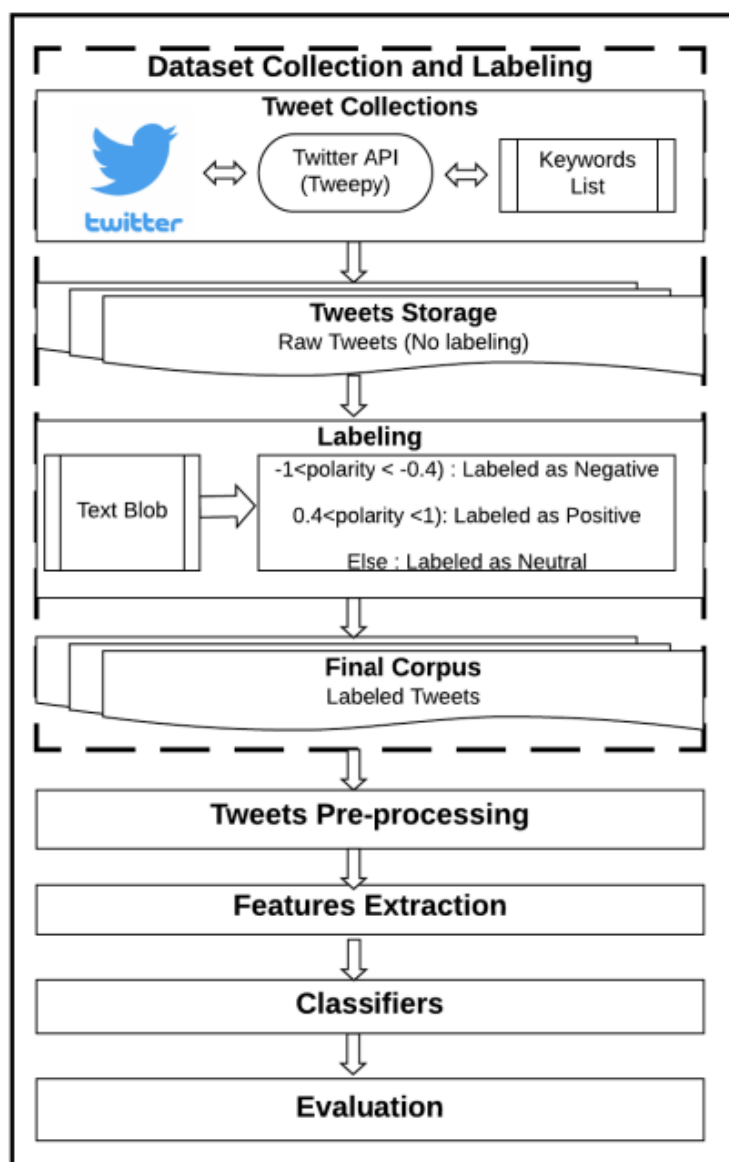 Dataset Collection and Labeling
Tweet Collections
twitter
Twitter API
(Tweepy)
Keywords
List
Tweets Storage
Raw Tweets (No labeling)
Labeling
Text Blob
-1<polarity < -0.4) : Labeled as Negative
0.4<polarity <1): Labeled as Positive
Else : Labeled as Neutral
Final Corpus
Labeled Tweets
Tweets Pre-processing
Features Extraction
Classifiers
Evaluation